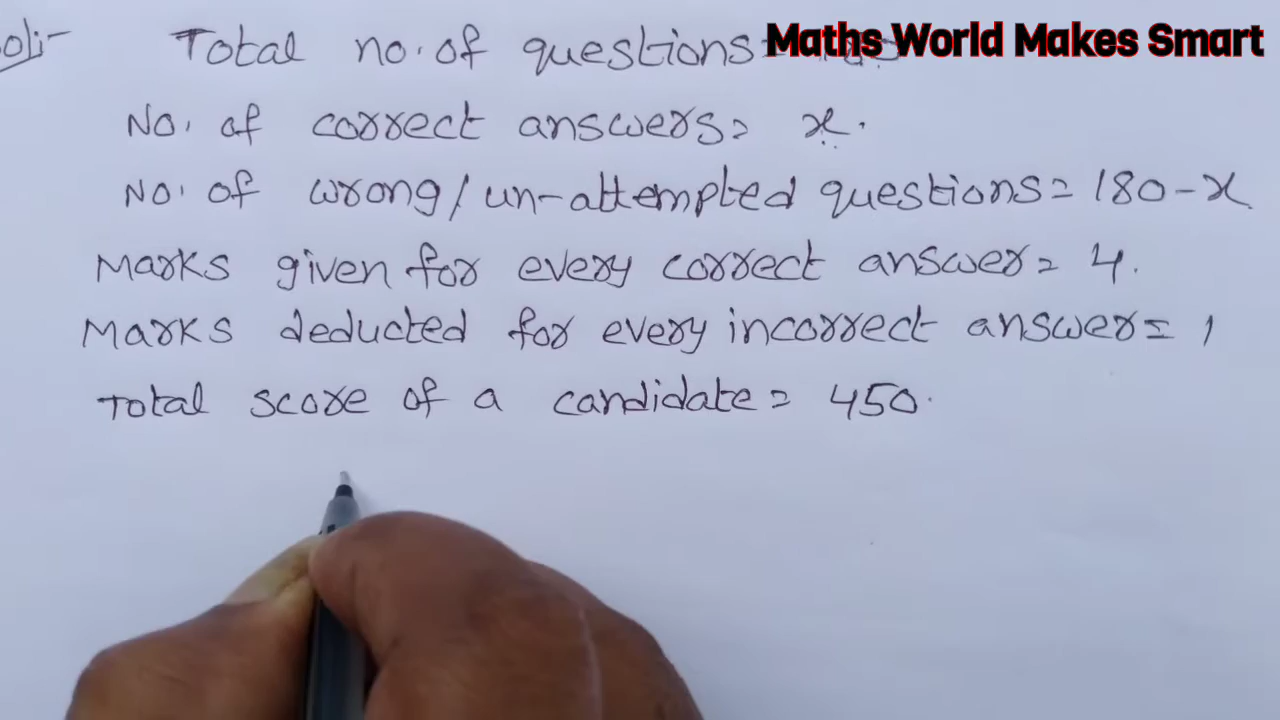 Maths World Makes Smart
Total no. of questions=
No. of correct answers= x.
No. of wrong/un-attempted questions= 180-x.
Marks given for every correct answer= 4.
Marks deducted for every incorrect answer= 1
Total score of a candidate= 450.